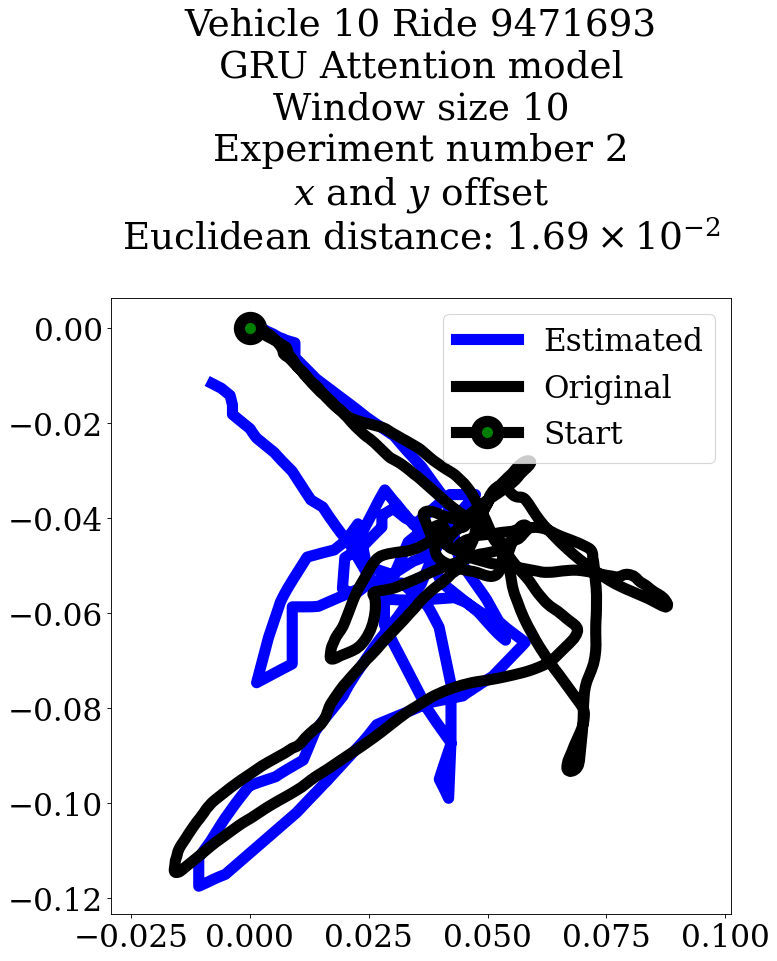 Vehicle 10 Ride 9471693
GRU Attention model
Window size 10
Experiment number 2
x and y offset
Euclidean distance: 1.69 × 10⁻²
Estimated
Original
Start
0.00
−0.02
−0.04
−0.06
−0.08
−0.10
−0.12
−0.025 0.000 0.025 0.050 0.075 0.100